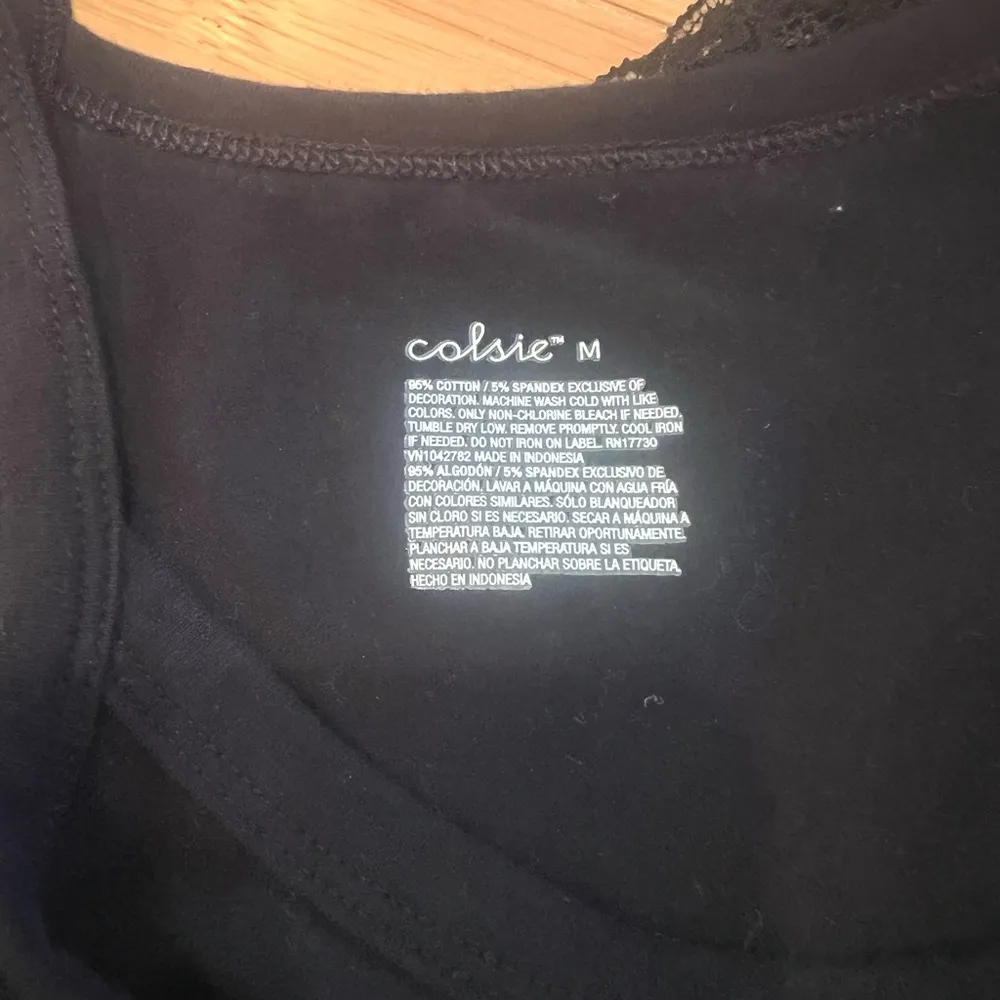 colsie™ M
95% COTTON / 5% SPANDEX EXCLUSIVE OF
DECORATION. MACHINE WASH COLD WITH LIKE
COLORS. ONLY NON-CHLORINE BLEACH IF NEEDED.
TUMBLE DRY LOW. REMOVE PROMPTLY. COOL IRON
IF NEEDED. DO NOT IRON ON LABEL. RN17730
VN1042762 MADE IN INDONESIA
95% ALGODÓN / 5% SPANDEX EXCLUSIVO DE
DECORACIÓN. LAVAR A MÁQUINA CON AGUA FRÍA
CON COLORES SIMILARES. SÓLO BLANQUEADOR
SIN CLORO SI ES NECESARIO. SECAR A MÁQUINA A
TEMPERATURA BAJA. RETIRAR OPORTUNAMENTE.
PLANCHAR A BAJA TEMPERATURA SI ES
NECESARIO. NO PLANCHAR SOBRE LA ETIQUETA.
HECHO EN INDONESIA